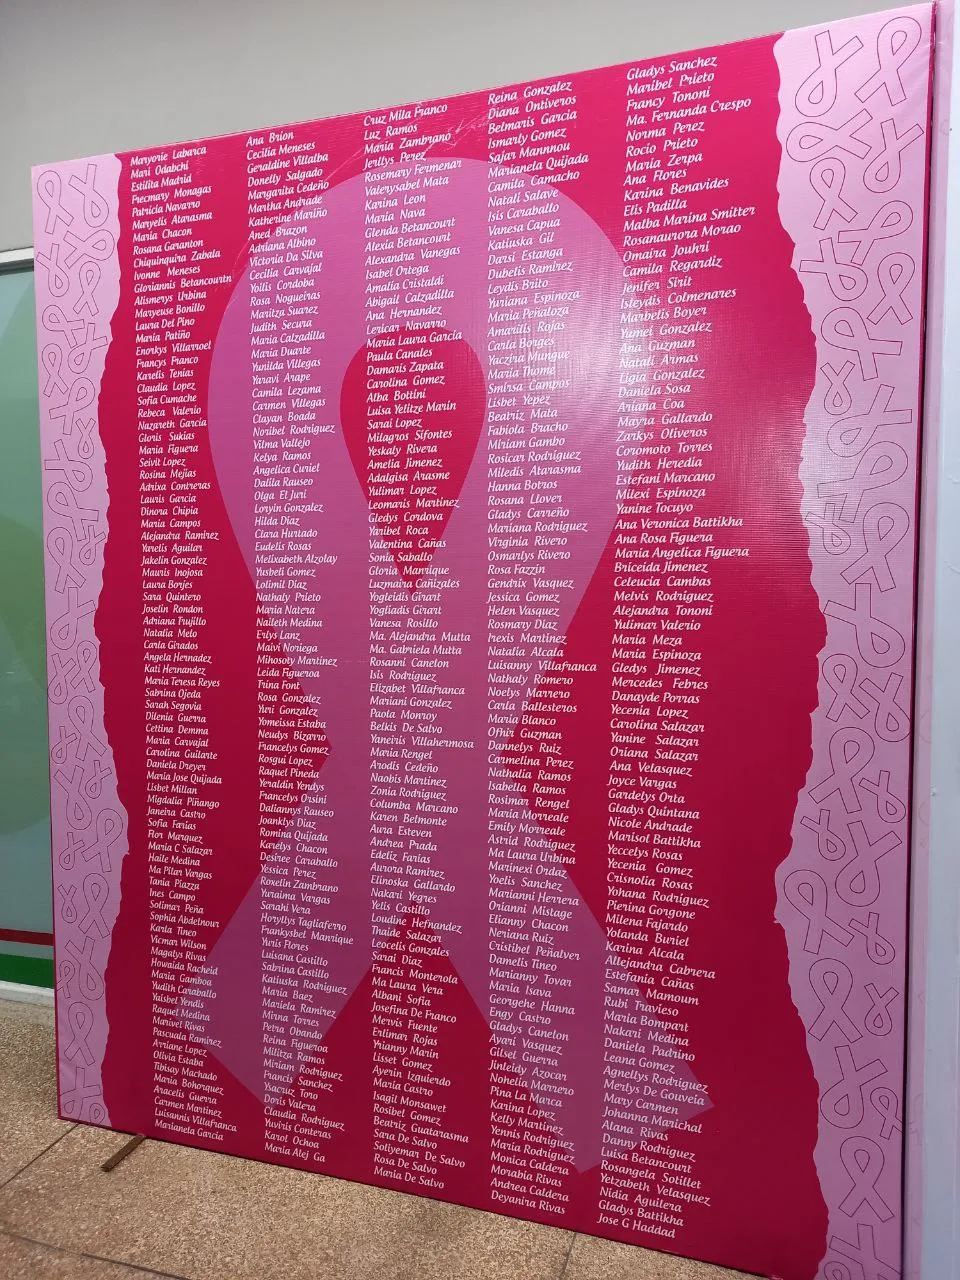 Maryorie Labarca
Mari Odabchi
Estilita Madrid
Frecmary Monagas
Patricia Navarro
Maryelis Atarasma
Maria Chacon
Rosana Garanton
Chiquinquira Zabala
Ivonne Meneses
Gloriannis Betancourtn
Alismerys Urbina
Maryeuse Bonillo
Laura Del Pino
Maria Patiño
Enorkys Villarroel
Francys Franco
Karelis Tenias
Claudia Lopez
Sofia Cumache
Rebeca Valerio
Nazareth Garcia
Gloris Sukias
Maria Figuera
Seivit Lopez
Rosina Mejias
Adrixa Contreras
Lauris Garcia
Dinora Chipia
Maria Campos
Alejandra Ramirez
Yarelis Aguilar
Jakelin Gonzalez
Mauris Inojosa
Laura Borjes
Sara Quintero
Joselin Rondon
Adriana Trujillo
Natalia Melo
Carla Girados
Angela Hernadez
Kati Hernandez
Maria Teresa Reyes
Sabrina Ojeda
Sarah Segovia
Dilenia Guerra
Cettina Demma
Maria Carvajal
Carolina Guilarte
Daniela Dreyer
Maria Jose Quijada
Lisbet Milian
Migdalia Piñango
Janeira Castro
Sofia Farias
Flor Marquez
Maria C Salazar
Haile Medina
Ma Pilar Vargas
Tania Piazza
Ines Campo
Solimar Peña
Sophia Abdelnour
Karla Tineo
Vicmar Wilson
Magalys Rivas
Howaida Racheid
Maria Gamboa
Yudith Caraballo
Yaisbel Yendis
Raquel Medina
Marivel Rivas
Pascuala Ramirez
Arriane Lopez
Olivia Estaba
Tibisay Machado
Maria Bohorquez
Aracelis Guerra
Carmen Martinez
Luisannis Villafranca
Marianela Garcia
Ana Brion
Cecilia Meneses
Geraldine Villalba
Donelly Salgado
Margarita Cedeño
Martha Andrade
Katherine Mariño
Aned Brazon
Adriana Albino
Victoria Da Silva
Cecilia Carvajal
Yoilis Cordoba
Rosa Nogueiras
Maritza Suarez
Judith Secura
Maria Calzadilla
Maria Duarte
Yunilda Villegas
Yaravi Arape
Camila Lezama
Carmen Villegas
Clayan Boada
Noribel Rodriguez
Vilma Vallejo
Kelya Ramos
Angelica Curiel
Dalila Rauseo
Olga El Juri
Loryin Gonzalez
Hilda Diaz
Clara Hurtado
Eudelis Rosas
Melixabeth Alzolay
Yusbeli Gomez
Lolimil Diaz
Nathaly Prieto
Maria Natera
Naileth Medina
Erlys Lanz
Maivi Noriega
Mihosoty Martinez
Leida Figueroa
Trina Font
Rosa Gonzalez
Yuri Gonzalez
Yomeissa Estaba
Neudys Bizarro
Francelys Gomez
Rosgui Lopez
Raquel Pineda
Yeraldin Yendys
Francelys Orsini
Daliannys Rauseo
Joanklys Diaz
Romina Quijada
Karelys Chacon
Desiree Caraballo
Yessica Perez
Roxelin Zambrano
Yuraima Vargas
Sarahi Vera
Horyllys Tagliaferro
Frankysbel Manrique
Yuris Flores
Luisana Castillo
Sabrina Castillo
Katiuska Rodriguez
Maria Baez
Mariela Ramirez
Mirna Torres
Petra Obando
Reina Figueroa
Militza Ramos
Miriam Rodriguez
Francis Sanchez
Ysacruz Toro
Doris Valera
Claudia Rodriguez
Yuviris Conteras
Karol Ochoa
Maria Alej Ga
Cruz Mila Franco
Luz Ramos
Maria Zambrano
Jerllys Perez
Rosemary Fermenar
Valerysabel Mata
Karina Leon
Maria Nava
Glenda Betancourt
Alexia Betancourt
Alexandra Vanegas
Isabel Ortega
Amalia Cristaldi
Abigail Calzadilla
Ana Hernandez
Lericar Navarro
Maria Laura Garcia
Paula Canales
Damaris Zapata
Carolina Gomez
Alba Bottini
Luisa Yelitze Marin
Sarai Lopez
Milagros Sifontes
Yeskaly Rivera
Amelia Jimenez
Adalgisa Arasme
Yulimar Lopez
Leomaris Martinez
Gledys Cordova
Yaribel Roca
Valentina Cañas
Sonia Saballo
Gloria Manrique
Luzmaira Cañizales
Yogleidis Girart
Yogliadis Girart
Vanesa Rosillo
Ma. Alejandra Mutta
Ma. Gabriela Mutta
Rosanni Canelon
Isis Rodriguez
Elizabet Villafranca
Mariani Gonzalez
Paola Monroy
Belkis De Salvo
Yaneiris Villahermosa
Maria Rengel
Arodis Cedeño
Naobis Martinez
Zonia Rodriguez
Columba Marcano
Karen Belmonte
Aura Esteven
Andrea Prada
Edeliz Farias
Aurora Ramirez
Elinoska Gallardo
Nakari Yegres
Yelis Castillo
Loudine Hefnandez
Thaide Salazar
Leocelis Gonzales
Sarai Diaz
Francis Monterola
Ma Laura Vera
Albani Sofia
Josefina De Franco
Mervis Fuente
Erlimar Rojas
Yrianny Marin
Lisset Gomez
Ayerin Izquierdo
Maria Castro
Isagil Monsawet
Rosibel Gomez
Beatriz Guatarasma
Sara De Salvo
Sollyemar De Salvo
Rosa De Salvo
Maria De Salvo
Reina Gonzalez
Diana Ontiveros
Belmaris Garcia
Ismarly Gomez
Sajar Mannnou
Marianela Quijada
Camila Camacho
Natali Salave
Isis Caraballo
Vanesa Capua
Katiuska Gil
Darsi Estanga
Dubelis Ramirez
Leydis Brito
Yuriana Espinoza
Maria Peñaloza
Amarilis Rojas
Carla Borges
Yaczira Mungue
Maria Thome
Smirsa Campos
Lisbet Yepez
Beatriz Mata
Fabiola Bracho
Miriam Gambo
Rosicar Rodriguez
Miledis Atarasma
Hanna Botros
Rosana Llover
Gladys Carreño
Mariana Rodriguez
Virginia Rivero
Osmarlys Rivero
Rosa Fazzin
Gendrix Vasquez
Jessica Gomez
Helen Vasquez
Rosmary Diaz
Irexis Martinez
Natalia Alcala
Luisanny Villafranca
Nathaly Romero
Noelys Marrero
Carla Ballesteros
Maria Blanco
Ofhir Guzman
Dannelys Ruiz
Carmelina Perez
Nathalia Ramos
Isabella Ramos
Rosimar Rengel
Maria Morreale
Emily Morreale
Astrid Rodriguez
Ma Laura Urbina
Marinexi Ordaz
Yoelis Sanchez
Marianni Herrera
Orianni Mistage
Elianny Chacon
Neriana Ruiz
Cristibel Peñalver
Damelis Tineo
Marianny Tovar
Maria Isava
Georgehe Hanna
Engy Castro
Gladys Canelon
Ayari Vasquez
Gilsel Guerra
Jinleidy Azocar
Nohelia Marrero
Pina La Marca
Karina Lopez
Kelly Martinez
Yennis Rodriguez
Maria Rodriguez
Monica Caldera
Morabia Rivas
Andrea Caldera
Deyanira Rivas
Gladys Sanchez
Maribel Prieto
Francy Tononi
Ma. Fernanda Crespo
Norma Perez
Rocio Prieto
Maria Zerpa
Ana Flores
Karina Benavides
Elis Padilla
Malba Marina Smitter
Rosanaurora Morao
Omaira Jouhri
Camila Regardiz
Jenifer Sirit
Isleydis Colmenares
Marbelis Boyer
Yumei Gonzalez
Ana Guzman
Natali Armas
Ligia Gonzalez
Daniela Sosa
Ariana Coa
Mayra Gallardo
Zarkys Oliveros
Coromoto Torres
Yudith Heredia
Estefani Marcano
Milexi Espinoza
Yanine Tocuyo
Ana Veronica Battikha
Ana Rosa Figuera
Maria Angelica Figuera
Briceida Jimenez
Celeucia Cambas
Melvis Rodriguez
Alejandra Tononi
Yulimar Valerio
Maria Meza
Maria Espinoza
Gledys Jimenez
Mercedes Febres
Danayde Porras
Yecenia Lopez
Carolina Salazar
Yanine Salazar
Oriana Salazar
Ana Velasquez
Joyce Vargas
Gardelys Orta
Gladys Quintana
Nicole Andrade
Marisol Battikha
Yeccelys Rosas
Yecenia Gomez
Crisnolia Rosas
Yohana Rodriguez
Pierina Gorgone
Milena Fajardo
Yolanda Buriel
Karina Alcala
Allejandra Cabrera
Estefania Cañas
Samar Mamoum
Rubi Travieso
Maria Bompart
Nakari Medina
Daniela Padrino
Leana Gomez
Agnellys Rodriguez
Merlys De Gouveia
Mary Carmen
Johanna Marichal
Alana Rivas
Danny Rodriguez
Luisa Betancourt
Rosangela Sotillet
Yetzabeth Velasquez
Nidia Aguilera
Gladys Battikha
Jose G Haddad